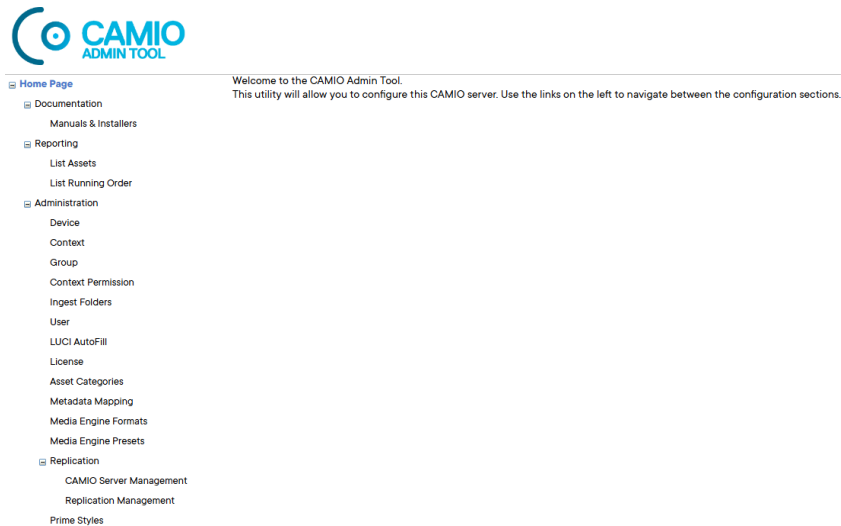 CAMIO
ADMIN TOOL
Home Page
Welcome to the CAMIO Admin Tool.
This utility will allow you to configure this CAMIO server. Use the links on the left to navigate between the configuration sections.
Documentation
Manuals & Installers
Reporting
List Assets
List Running Order
Administration
Device
Context
Group
Context Permission
Ingest Folders
User
LUCI AutoFill
License
Asset Categories
Metadata Mapping
Media Engine Formats
Media Engine Presets
Replication
CAMIO Server Management
Replication Management
Prime Styles